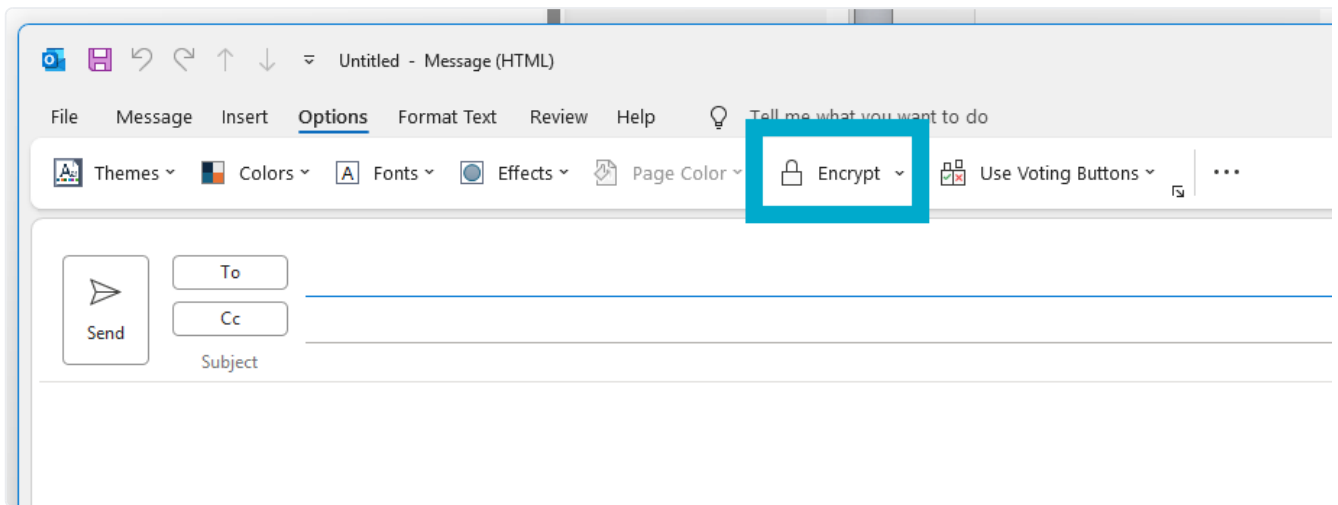 Untitled - Message (HTML)
File Message Insert Options Format Text Review Help Tell me what you want to do
Themes Colors A Fonts Effects Page Color Encrypt Use Voting Buttons
To
Send Cc
Subject